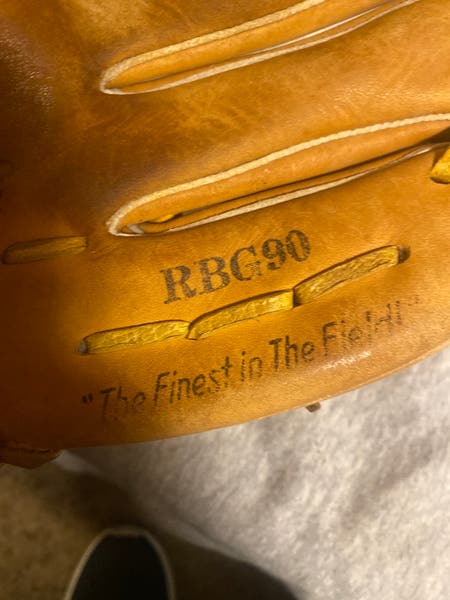 RBG90
"The Finest in The Field!"